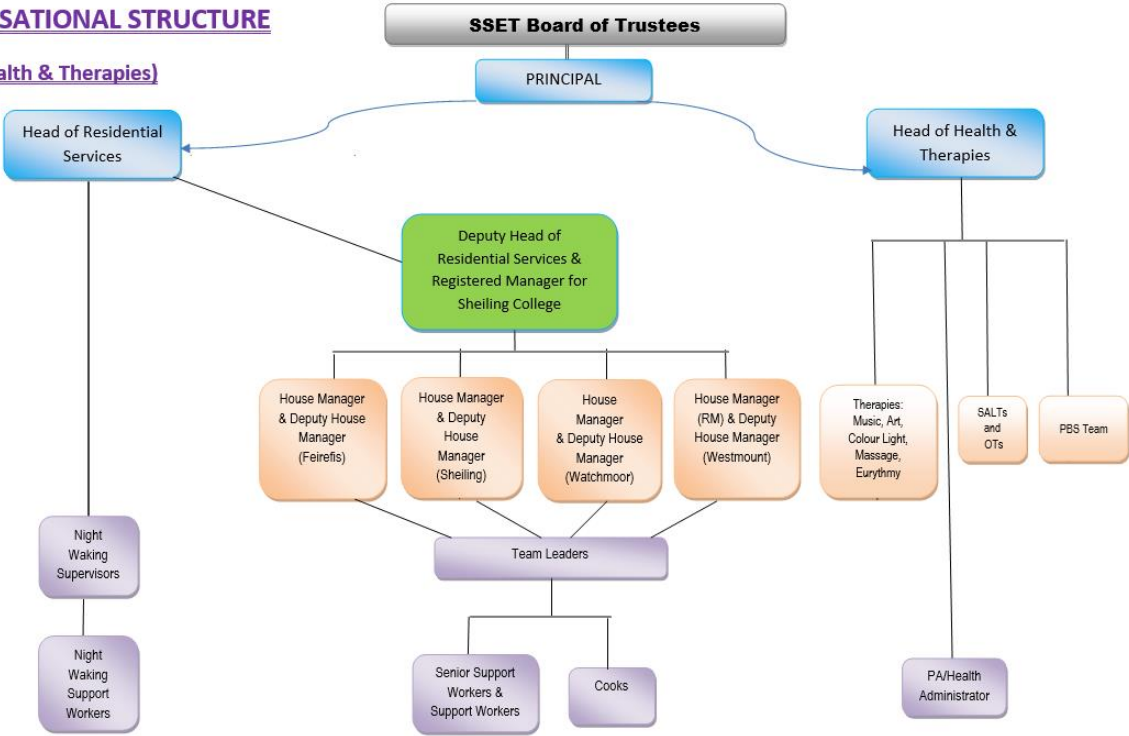 SATIONAL STRUCTURE
alth & Therapies)
SSET Board of Trustees
PRINCIPAL
Head of Residential
Services
Head of Health &
Therapies
Deputy Head of
Residential Services &
Registered Manager for
Sheiling College
House Manager
& Deputy House
Manager
(Feirefis)
House Manager
& Deputy
House
Manager
(Sheiling)
House
Manager
& Deputy House
Manager
(Watchmoor)
House Manager
(RM) & Deputy
House Manager
(Westmount)
Therapies:
Music, Art,
Colour Light,
Massage,
Eurythmy
SALTs
and
OTs
PBS Team
Night
Waking
Supervisors
Team Leaders
Night
Waking
Support
Workers
Senior Support
Workers &
Support Workers
Cooks
PA/Health
Administrator